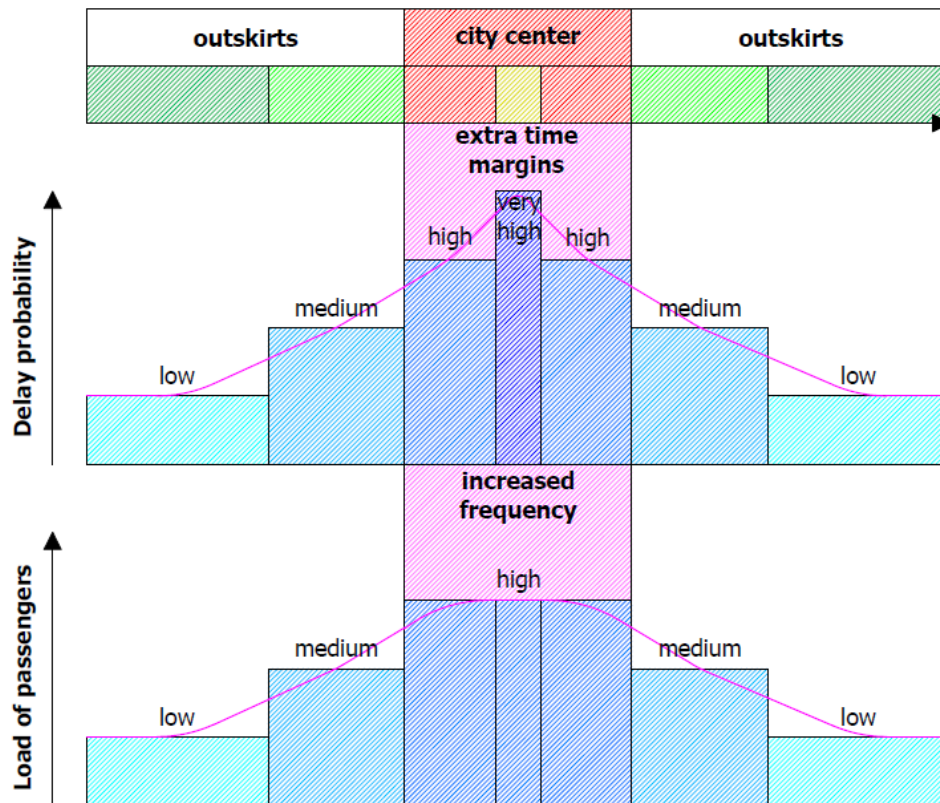 outskirts
city center
outskirts
extra time
margins
very
high
high
high
medium
medium
low
low
Delay probability
increased
frequency
high
medium
medium
low
low
Load of passengers